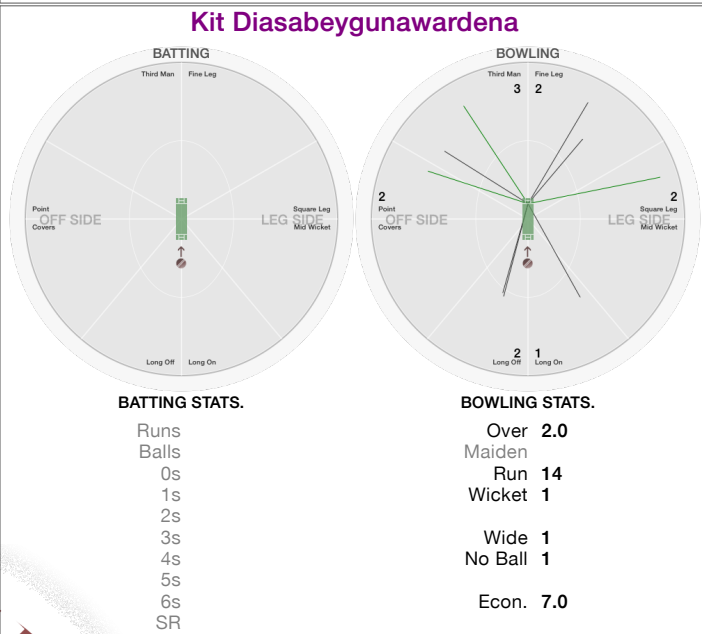 Kit Diasabeygunawardena
BATTING
Third Man Fine Leg
Point
OFF SIDE
Covers
Square Leg
LEG SIDE
Mid Wicket
Long Off Long On
BATTING STATS.
Runs
Balls
0s
1s
2s
3s
4s
5s
6s
SR
BOWLING
Third Man Fine Leg
3 2
2
Point
OFF SIDE
Covers
2
Square Leg
LEG SIDE
Mid Wicket
2 1
Long Off Long On
BOWLING STATS.
Over 2.0
Maiden
Run 14
Wicket 1
Wide 1
No Ball 1
Econ. 7.0